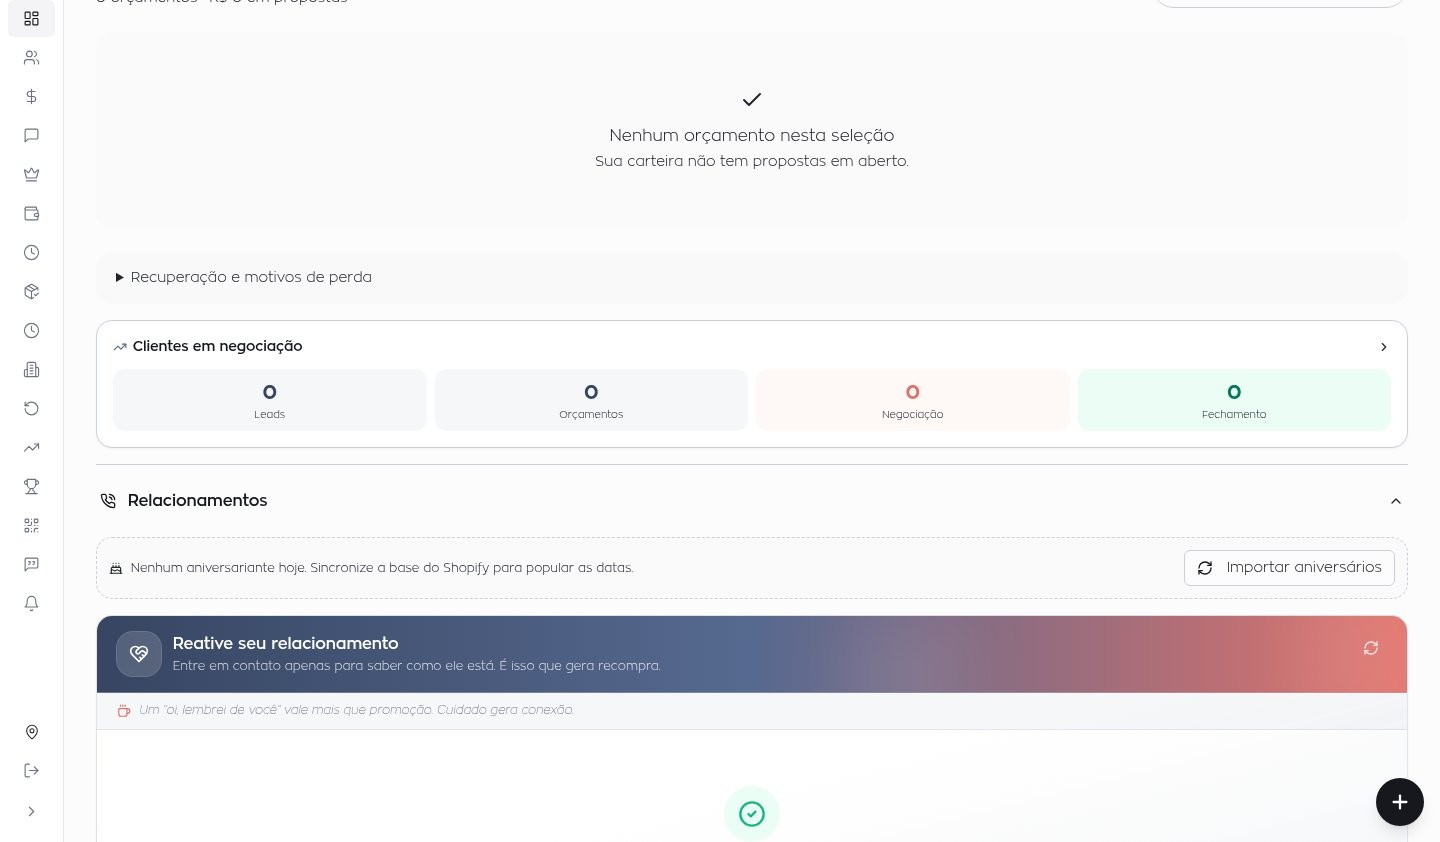 Nenhum orçamento nesta seleção
Sua carteira não tem propostas em aberto.
Recuperação e motivos de perda
Clientes em negociação
0
Leads
0
Orçamentos
0
Negociação
0
Fechamento
Relacionamentos
Nenhum aniversariante hoje. Sincronize a base do Shopify para popular as datas.
Importar aniversários
Reative seu relacionamento
Entre em contato apenas para saber como ele está. É isso que gera recompra.
Um "oi, lembrei de você" vale mais que promoção. Cuidado gera conexão.